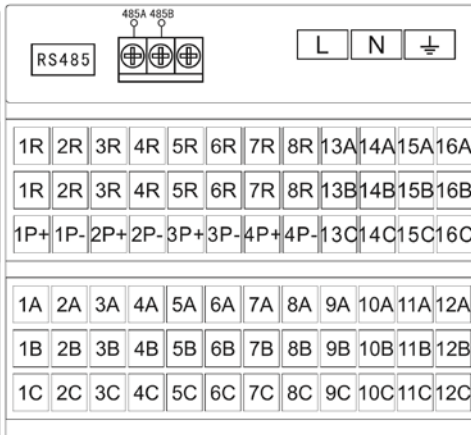 485A 485B
RS485 L N
1R 2R 3R 4R 5R 6R 7R 8R 13A 14A 15A 16A
1R 2R 3R 4R 5R 6R 7R 8R 13B 14B 15B 16B
1P+ 1P- 2P+ 2P- 3P+ 3P- 4P+ 4P- 13C 14C 15C 16C
1A 2A 3A 4A 5A 6A 7A 8A 9A 10A 11A 12A
1B 2B 3B 4B 5B 6B 7B 8B 9B 10B 11B 12B
1C 2C 3C 4C 5C 6C 7C 8C 9C 10C 11C 12C